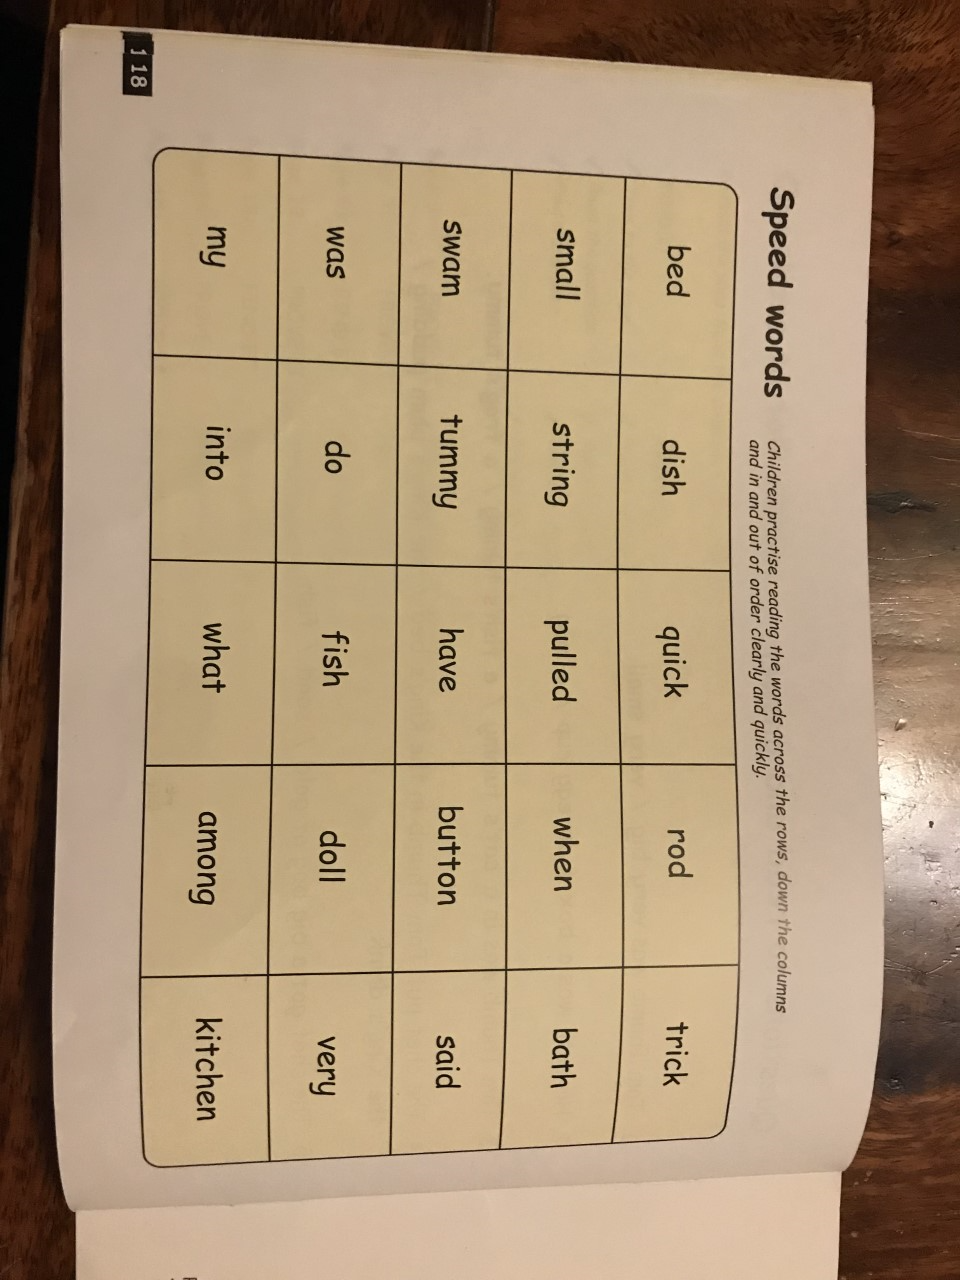 Speed words
Children practise reading the words across the rows, down the columns
and in and out of order clearly and quickly.
bed dish quick rod trick
small string pulled when bath
swam tummy have button said
was do fish doll very
my into what among kitchen
118